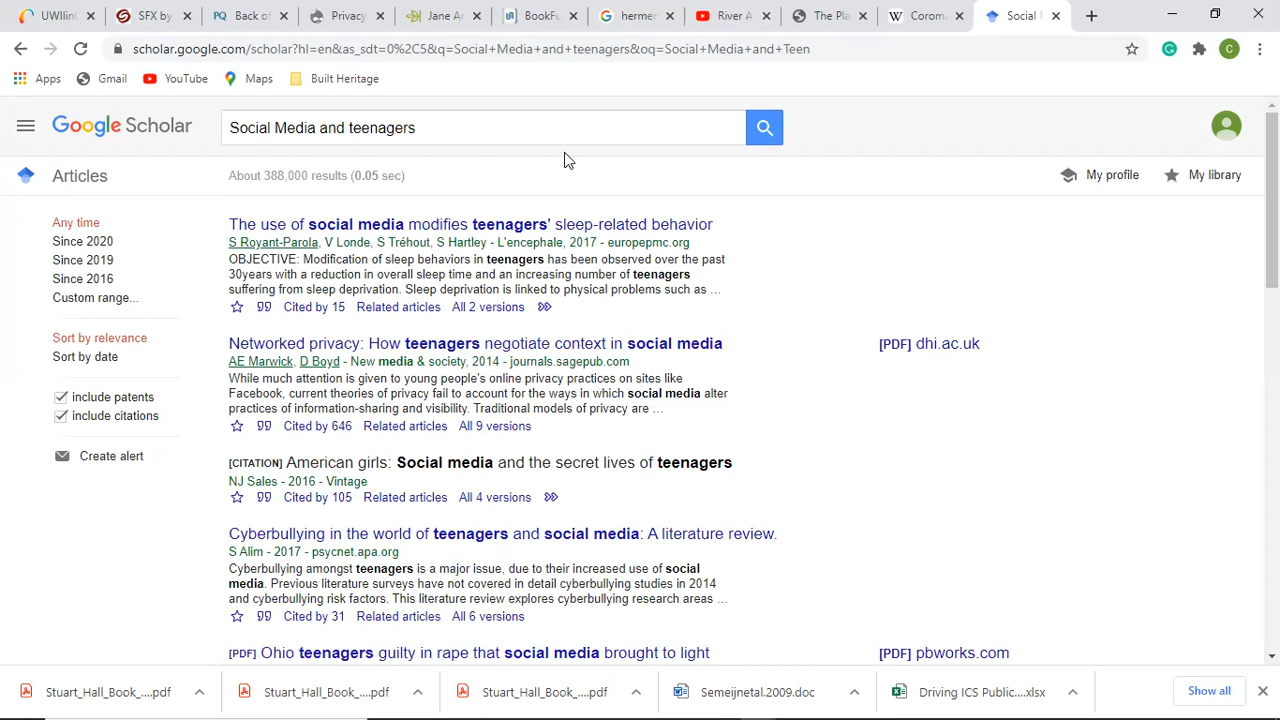 UWIlinC
SFX by
PQ Back of
Privacy
Jane Ar
BookFu
hermer
River A
The Pla
W Corom
Social
scholar.google.com/scholar?hl=en&as_sdt=0%2C5&q=Social+Media+and+teenagers&oq=Social+Media+and+Teen
C
Apps Gmail YouTube Maps Built Heritage
Google Scholar
Social Media and teenagers
Articles
About 388,000 results (0.05 sec)
My profile
My library
Any time
Since 2020
Since 2019
Since 2016
Custom range...
Sort by relevance
Sort by date
include patents
include citations
Create alert
The use of social media modifies teenagers' sleep-related behavior
S Royant-Parola, V Londe, S Tréhout, S Hartley - L'encephale, 2017 - europepmc.org
OBJECTIVE: Modification of sleep behaviors in teenagers has been observed over the past
30years with a reduction in overall sleep time and an increasing number of teenagers
suffering from sleep deprivation. Sleep deprivation is linked to physical problems such as ...
Cited by 15 Related articles All 2 versions
Networked privacy: How teenagers negotiate context in social media
[PDF] dhi.ac.uk
AE Marwick, D Boyd - New media & society, 2014 - journals.sagepub.com
While much attention is given to young people's online privacy practices on sites like
Facebook, current theories of privacy fail to account for the ways in which social media alter
practices of information-sharing and visibility. Traditional models of privacy are ...
Cited by 646 Related articles All 9 versions
[CITATION] American girls: Social media and the secret lives of teenagers
NJ Sales - 2016 - Vintage
Cited by 105 Related articles All 4 versions
Cyberbullying in the world of teenagers and social media: A literature review.
S Alim - 2017 - psycnet.apa.org
Cyberbullying amongst teenagers is a major issue, due to their increased use of social
media. Previous literature surveys have not covered in detail cyberbullying studies in 2014
and cyberbullying risk factors. This literature review explores cyberbullying research areas ...
Cited by 31 Related articles All 6 versions
[PDF] Ohio teenagers guilty in rape that social media brought to light
[PDF] pbworks.com
Stuart_Hall_Book_....pdf
Stuart_Hall_Book_....pdf
Stuart_Hall_Book_....pdf
Semeijnetal.2009.doc
Driving ICS Public....xlsx
Show all